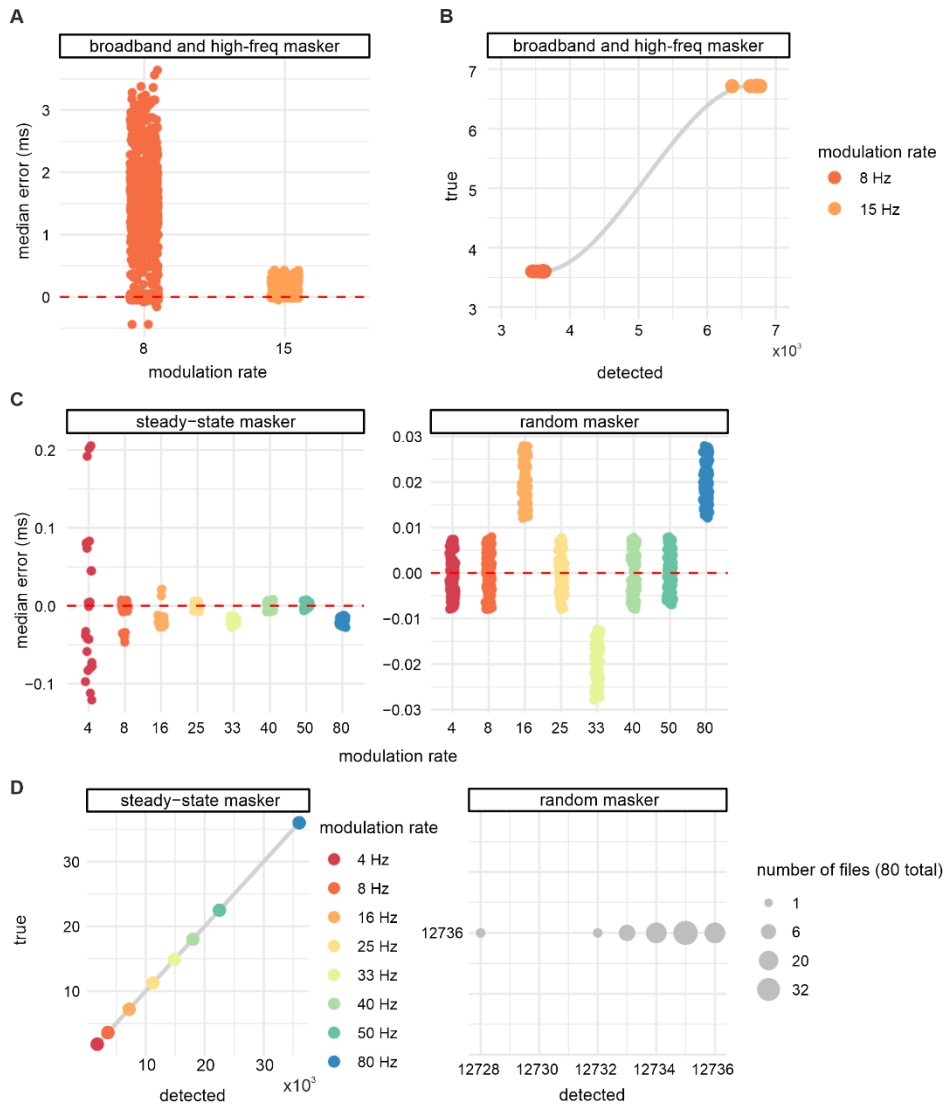 A
broadband and high-freq masker
median error (ms)
3
2
1
0
8 15
modulation rate
B
broadband and high-freq masker
true
7
6
5
4
3
3 4 5 6 7
x10³
detected
modulation rate
8 Hz
15 Hz
C
steady−state masker
median error (ms)
0.2
0.1
0.0
−0.1
4 8 16 25 33 40 50 80
random masker
0.03
0.02
0.01
0.00
−0.01
−0.02
−0.03
4 8 16 25 33 40 50 80
modulation rate
D
steady−state masker
true
30
20
10
10 20 30
x10³
detected
modulation rate
4 Hz
8 Hz
16 Hz
25 Hz
33 Hz
40 Hz
50 Hz
80 Hz
random masker
12736
12728 12730 12732 12734 12736
detected
number of files (80 total)
1
6
20
32